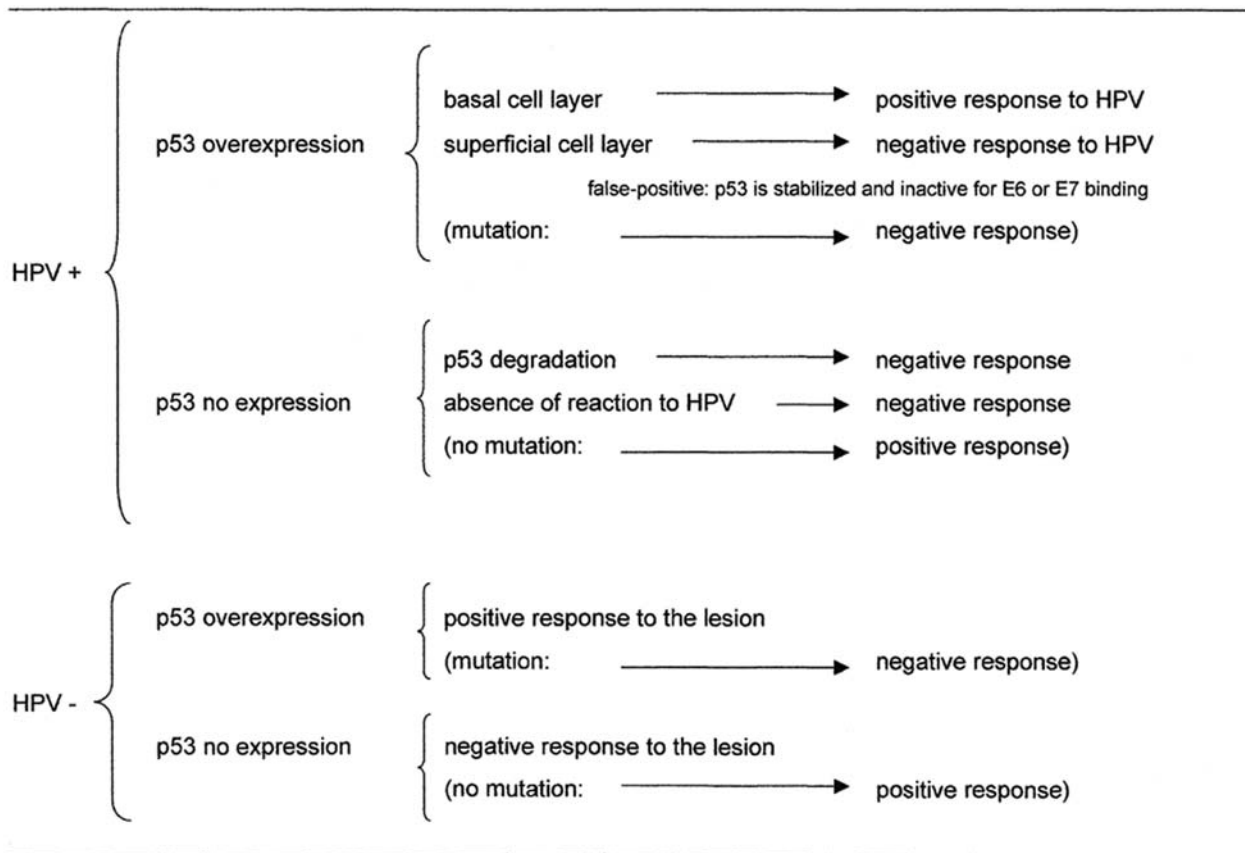 basal cell layer positive response to HPV
p53 overexpression superficial cell layer negative response to HPV
false-positive: p53 is stabilized and inactive for E6 or E7 binding
(mutation: negative response)
HPV +
p53 degradation negative response
p53 no expression absence of reaction to HPV negative response
(no mutation: positive response)
p53 overexpression positive response to the lesion
(mutation: negative response)
HPV -
p53 no expression negative response to the lesion
(no mutation: positive response)